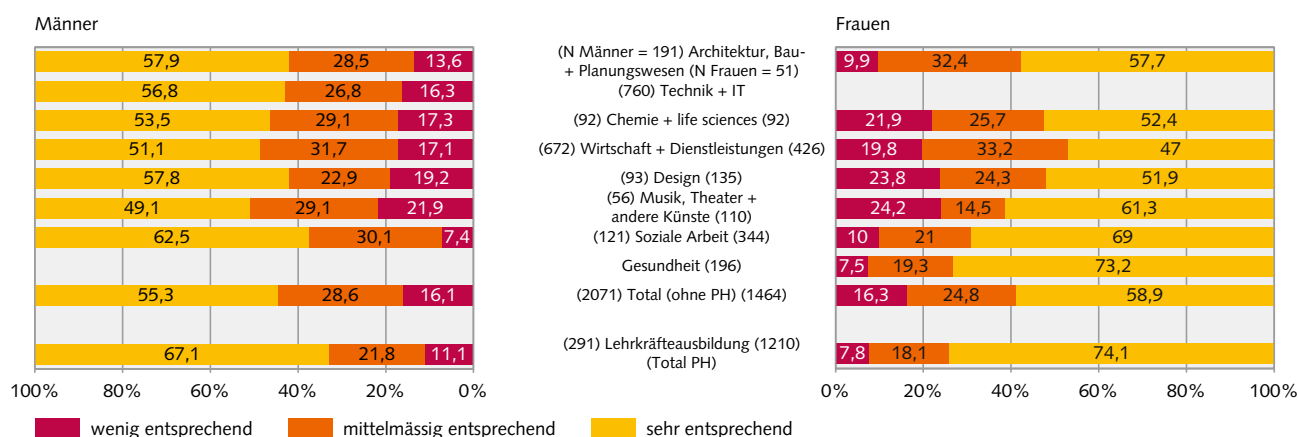 Männer
Frauen
57,9 28,5 13,6
(N Männer = 191) Architektur, Bau-
+ Planungswesen (N Frauen = 51)
9,9 32,4 57,7
56,8 26,8 16,3
(760) Technik + IT
53,5 29,1 17,3
(92) Chemie + life sciences (92)
21,9 25,7 52,4
51,1 31,7 17,1
(672) Wirtschaft + Dienstleistungen (426)
19,8 33,2 47
57,8 22,9 19,2
(93) Design (135)
23,8 24,3 51,9
49,1 29,1 21,9
(56) Musik, Theater +
andere Künste (110)
24,2 14,5 61,3
62,5 30,1 7,4
(121) Soziale Arbeit (344)
10 21 69
Gesundheit (196)
7,5 19,3 73,2
55,3 28,6 16,1
(2071) Total (ohne PH) (1464)
16,3 24,8 58,9
67,1 21,8 11,1
(291) Lehrkräfteausbildung (1210)
(Total PH)
7,8 18,1 74,1
100% 80% 60% 40% 20% 0%
0% 20% 40% 60% 80% 100%
wenig entsprechend mittelmässig entsprechend sehr entsprechend